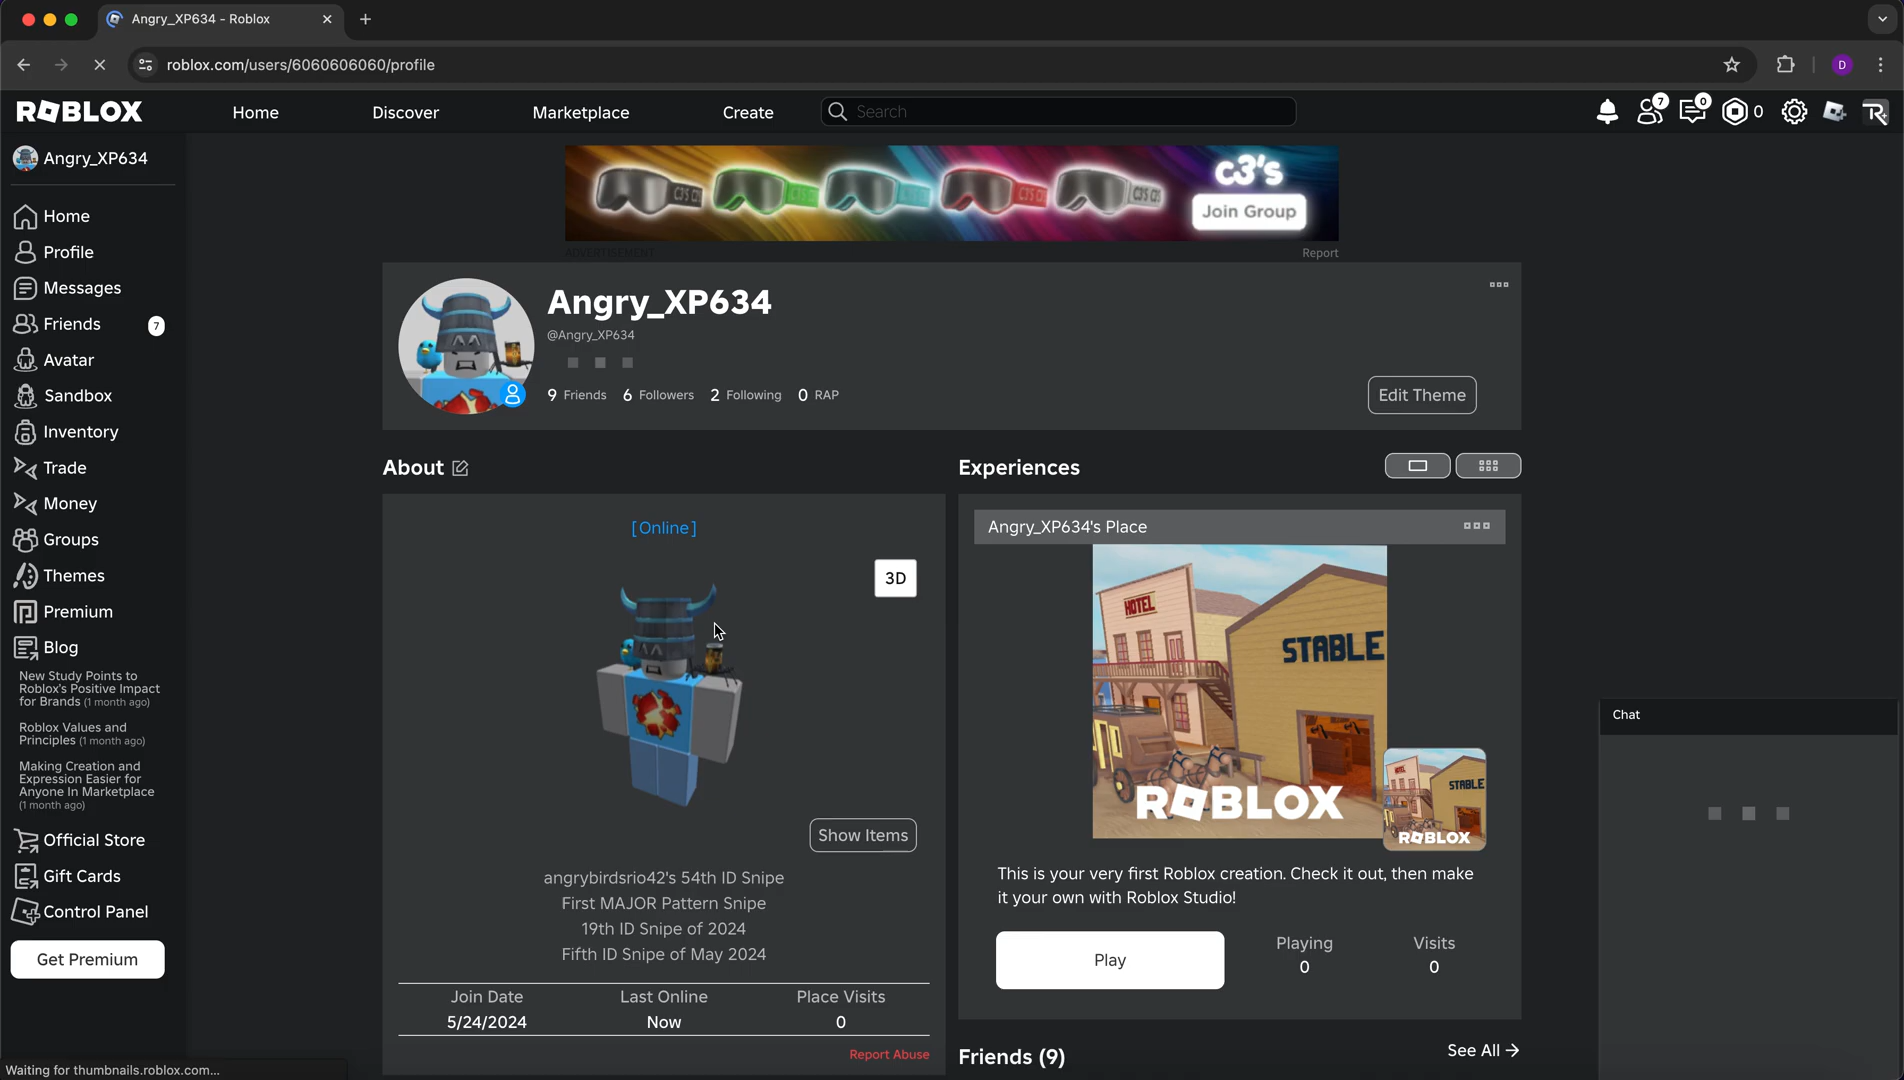 Angry_XP634 - Roblox
roblox.com/users/6060606060/profile
D
ROBLOX
Home
Discover
Marketplace
Create
Search
7
0
0
Angry_XP634
Home
Profile
Messages
Friends
7
Avatar
Sandbox
Inventory
Trade
Money
Groups
Themes
Premium
Blog
New Study Points to
Roblox's Positive Impact
for Brands (1 month ago)
Roblox Values and
Principles (1 month ago)
Making Creation and
Expression Easier for
Anyone In Marketplace
(1 month ago)
Official Store
Gift Cards
Control Panel
Get Premium
Waiting for thumbnails.roblox.com...
c3's
Join Group
ADVERTISEMENT
Report
Angry_XP634
@Angry_XP634
9 Friends 6 Followers 2 Following 0 RAP
Edit Theme
About
[Online]
3D
Show Items
angrybirdsrio42's 54th ID Snipe
First MAJOR Pattern Snipe
19th ID Snipe of 2024
Fifth ID Snipe of May 2024
Join Date Last Online Place Visits
5/24/2024 Now 0
Report Abuse
Experiences
Angry_XP634's Place
HOTEL
STABLE
ROBLOX
HOTEL
STABLE
ROBLOX
This is your very first Roblox creation. Check it out, then make
it your own with Roblox Studio!
Play
Playing Visits
0 0
Friends (9)
See All
Chat